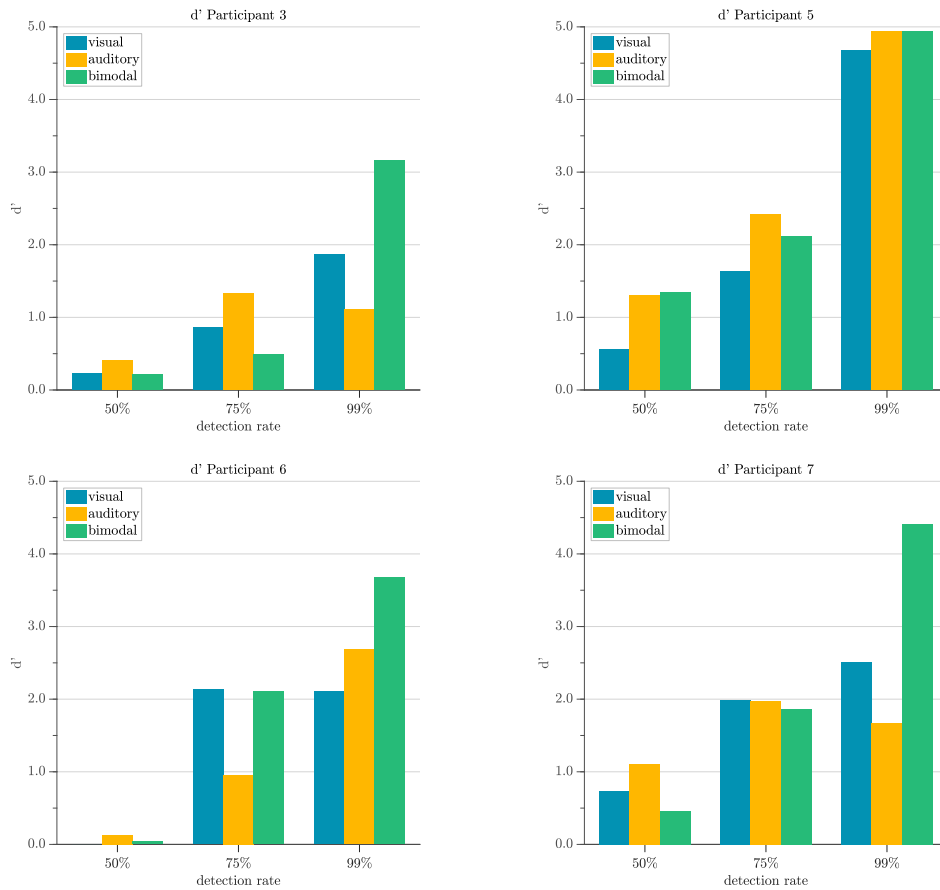 d' Participant 3
5.0
4.0
3.0
2.0
1.0
0.0
d'
visual
auditory
bimodal
50% 75% 99%
detection rate
d' Participant 5
5.0
4.0
3.0
2.0
1.0
0.0
d'
visual
auditory
bimodal
50% 75% 99%
detection rate
d' Participant 6
5.0
4.0
3.0
2.0
1.0
0.0
d'
visual
auditory
bimodal
50% 75% 99%
detection rate
d' Participant 7
5.0
4.0
3.0
2.0
1.0
0.0
d'
visual
auditory
bimodal
50% 75% 99%
detection rate